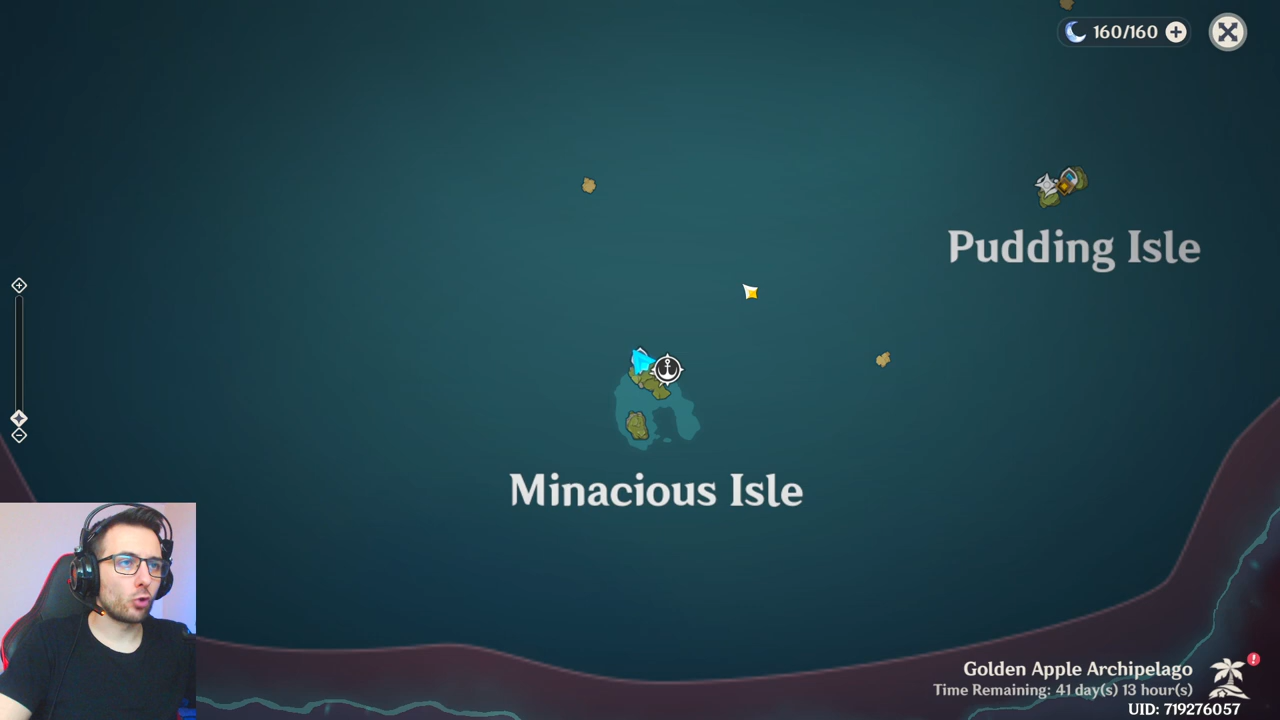 160/160
Pudding Isle
Minacious Isle
Golden Apple Archipelago
Time Remaining: 41 day(s) 13 hour(s)
UID: 719276057